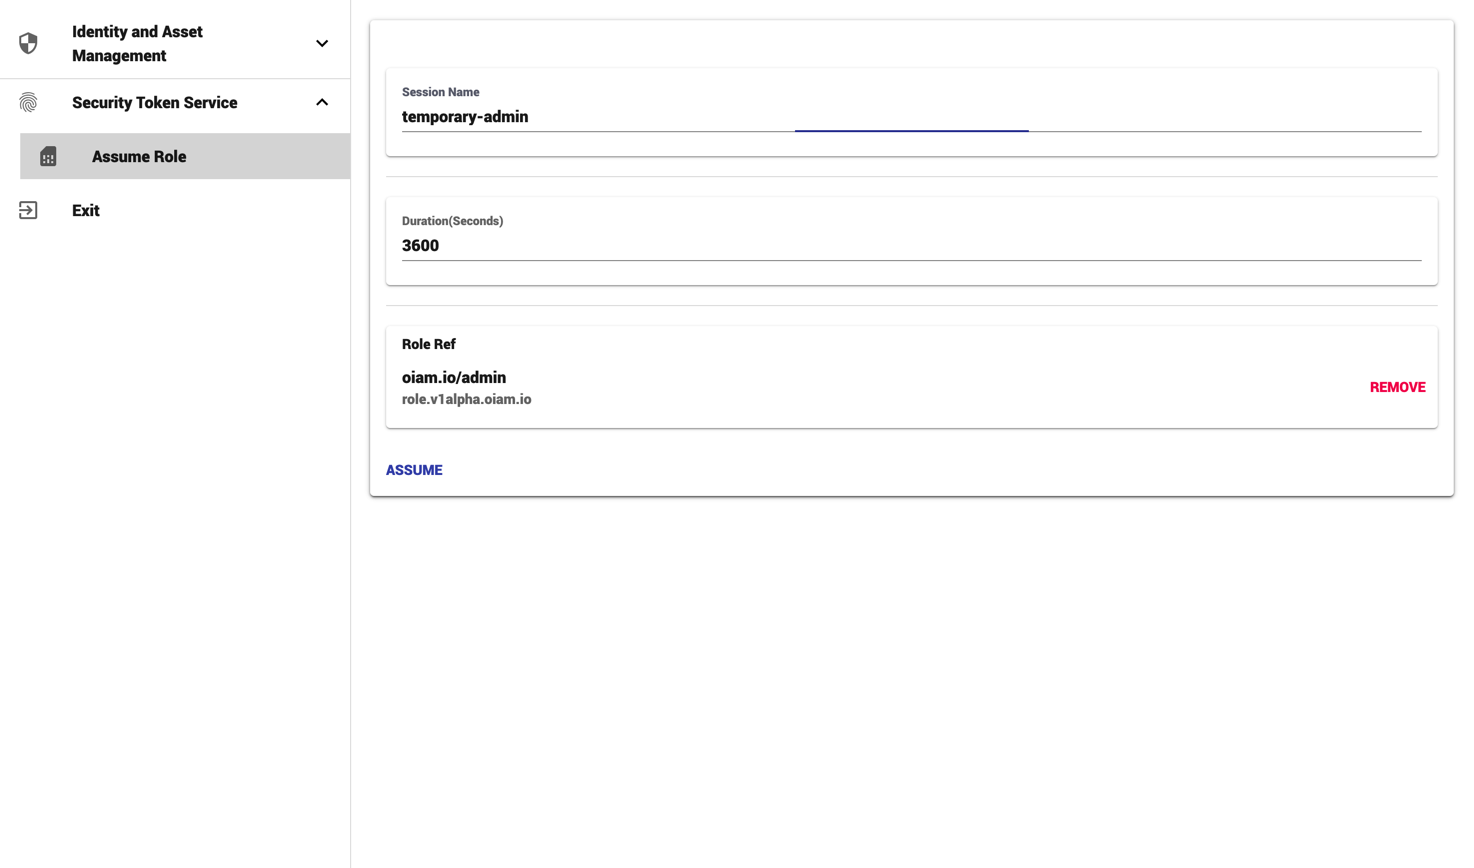 Identity and Asset
Management
Security Token Service
Assume Role
Exit
Session Name
temporary-admin
Duration(Seconds)
3600
Role Ref
oiam.io/admin
role.v1alpha.oiam.io
REMOVE
ASSUME